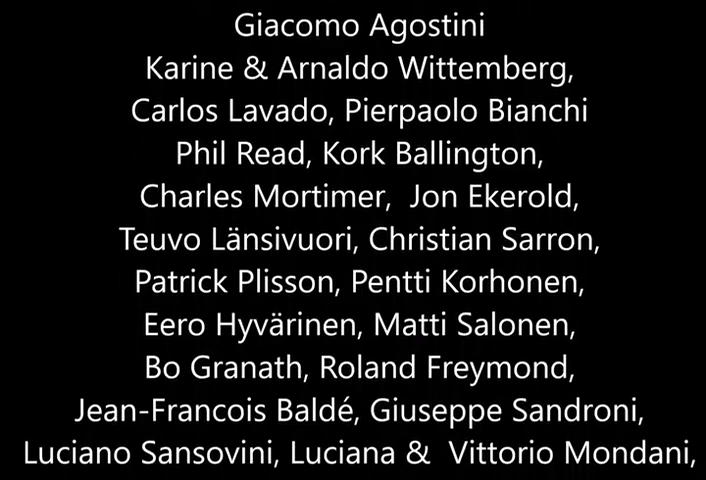 Giacomo Agostini
Karine & Arnaldo Wittemberg,
Carlos Lavado, Pierpaolo Bianchi
Phil Read, Kork Ballington,
Charles Mortimer,  Jon Ekerold,
Teuvo Länsivuori, Christian Sarron,
Patrick Plisson, Pentti Korhonen,
Eero Hyvärinen, Matti Salonen,
Bo Granath, Roland Freymond,
Jean-Francois Baldé, Giuseppe Sandroni,
Luciano Sansovini, Luciana &  Vittorio Mondani,